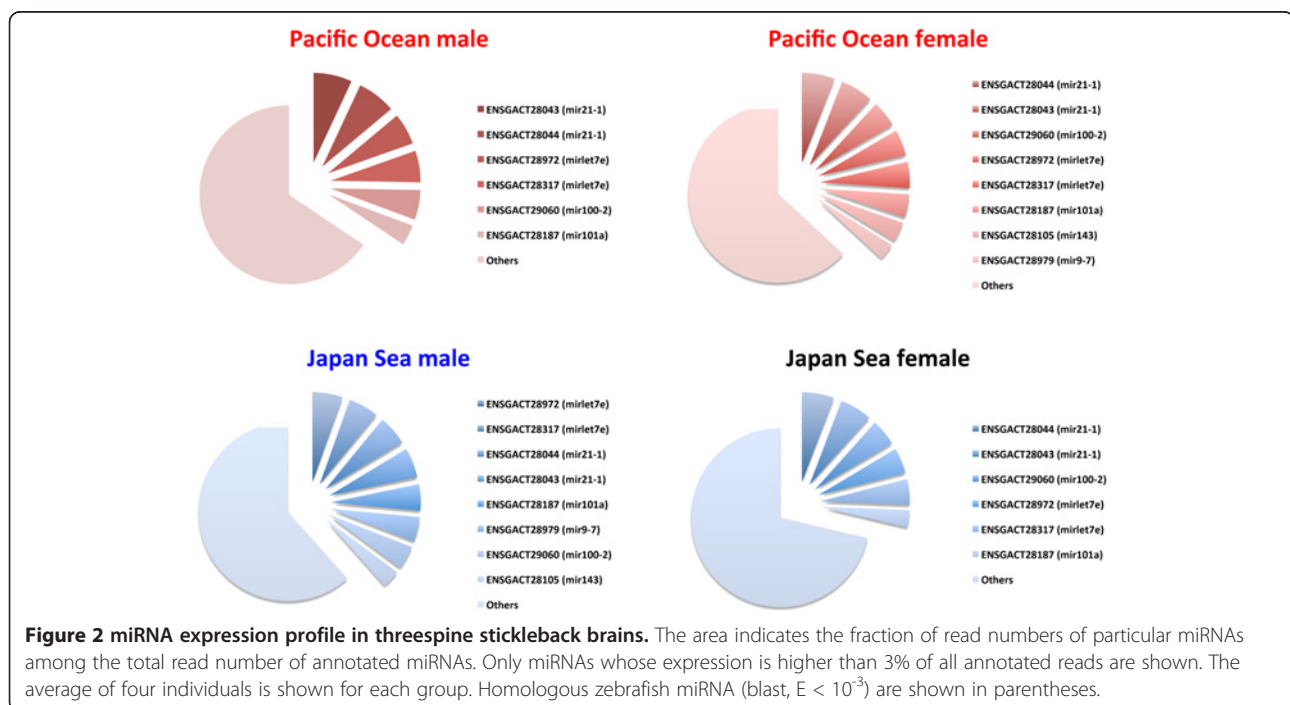 Pacific Ocean male
ENSGACT28043 (mir21-1)
ENSGACT28044 (mir21-1)
ENSGACT28972 (mirlet7e)
ENSGACT28317 (mirlet7e)
ENSGACT29060 (mir100-2)
ENSGACT28187 (mir101a)
Others
Pacific Ocean female
ENSGACT28044 (mir21-1)
ENSGACT28043 (mir21-1)
ENSGACT29060 (mir100-2)
ENSGACT28972 (mirlet7e)
ENSGACT28317 (mirlet7e)
ENSGACT28187 (mir101a)
ENSGACT28105 (mir143)
ENSGACT28979 (mir9-7)
Others
Japan Sea male
ENSGACT28972 (mirlet7e)
ENSGACT28317 (mirlet7e)
ENSGACT28044 (mir21-1)
ENSGACT28043 (mir21-1)
ENSGACT28187 (mir101a)
ENSGACT28979 (mir9-7)
ENSGACT29060 (mir100-2)
ENSGACT28105 (mir143)
Others
Japan Sea female
ENSGACT28044 (mir21-1)
ENSGACT28043 (mir21-1)
ENSGACT29060 (mir100-2)
ENSGACT28972 (mirlet7e)
ENSGACT28317 (mirlet7e)
ENSGACT28187 (mir101a)
Others
Figure 2 miRNA expression profile in threespine stickleback brains. The area indicates the fraction of read numbers of particular miRNAs
among the total read number of annotated miRNAs. Only miRNAs whose expression is higher than 3% of all annotated reads are shown. The
average of four individuals is shown for each group. Homologous zebrafish miRNA (blast, E < 10⁻³) are shown in parentheses.